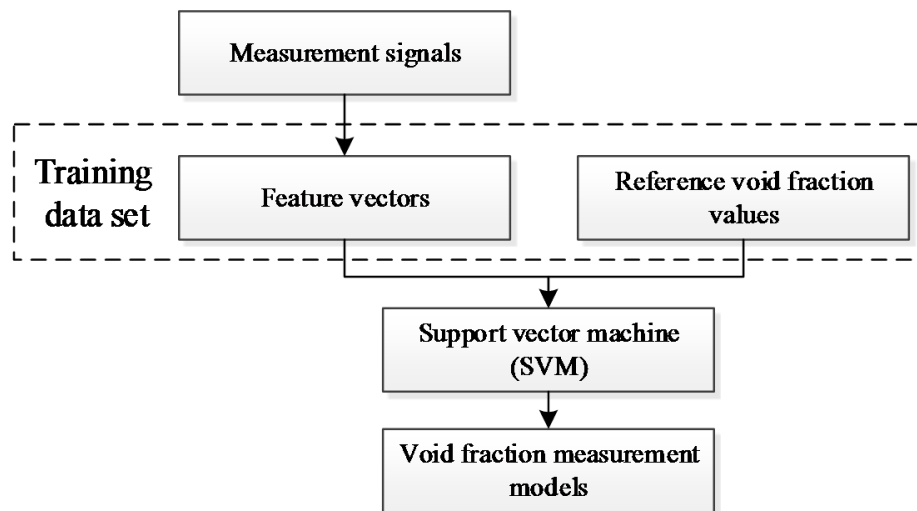 Measurement signals
Training
data set
Feature vectors
Reference void fraction
values
Support vector machine
(SVM)
Void fraction measurement
models